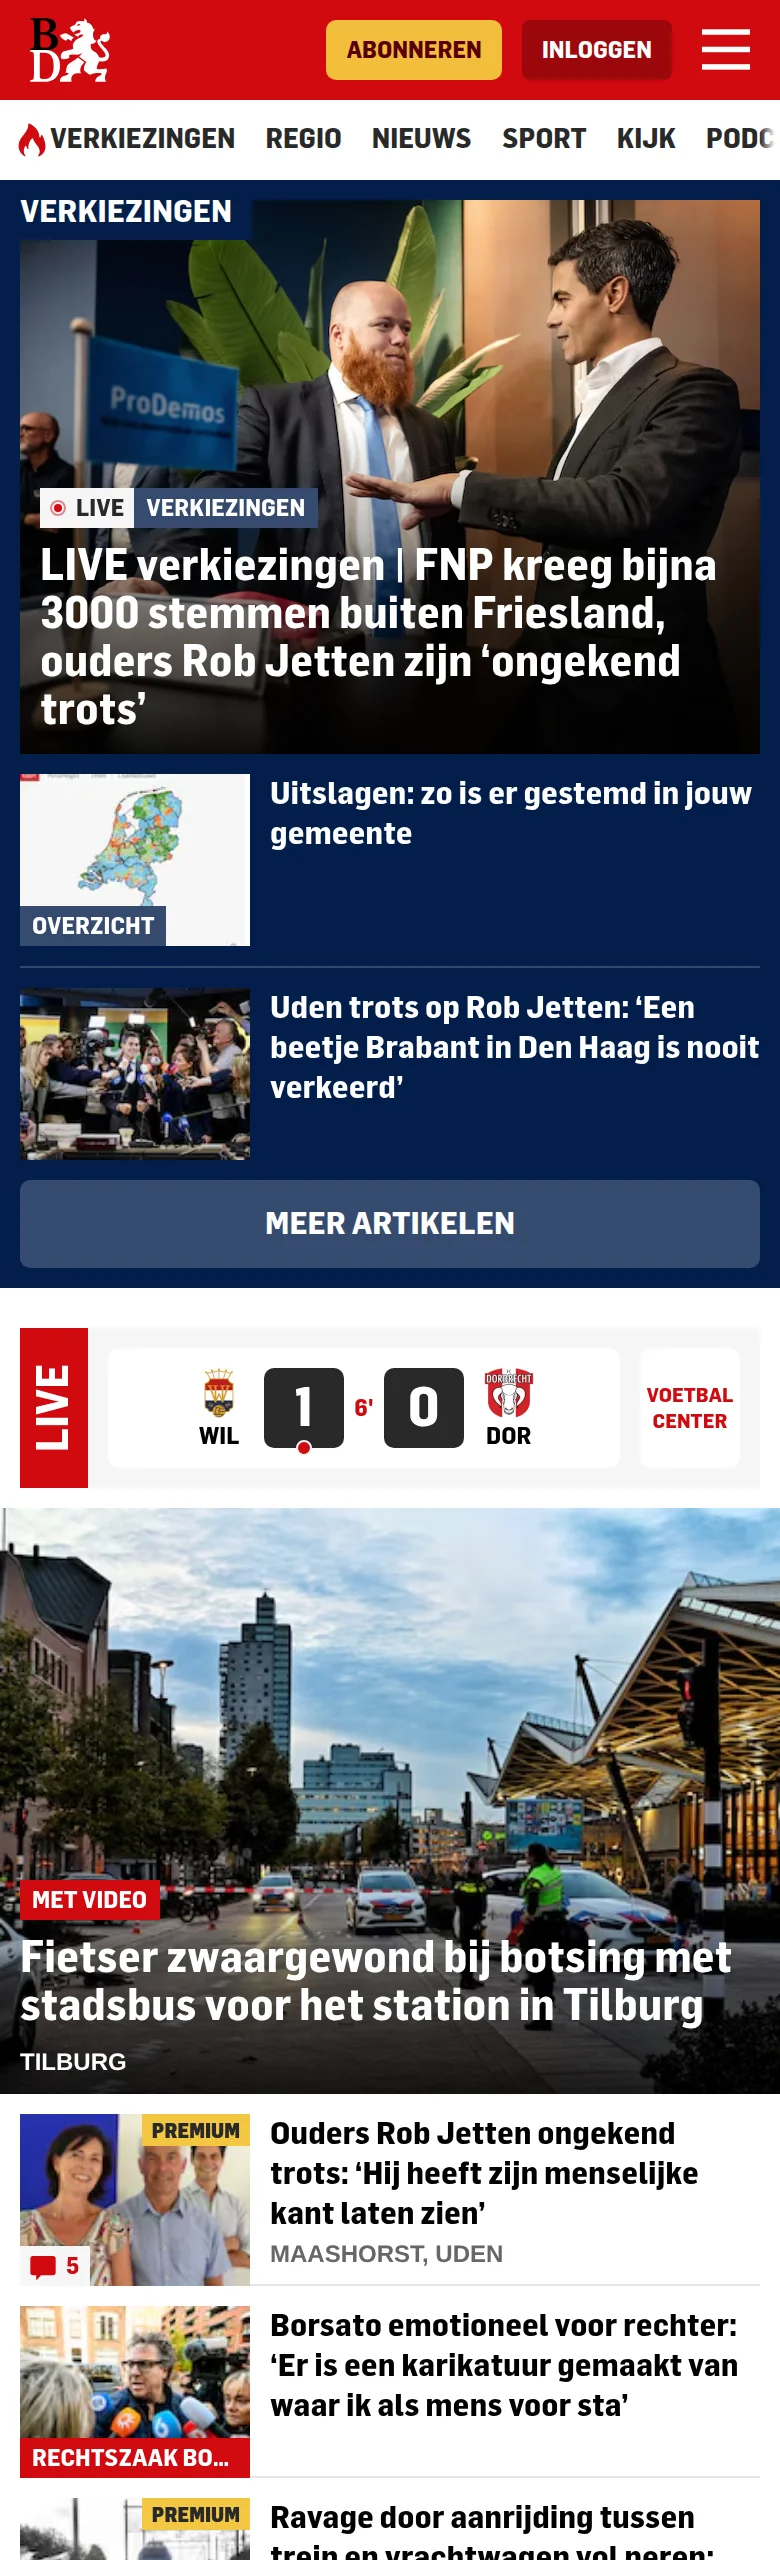 BD
ABONNEREN
INLOGGEN
VERKIEZINGEN REGIO NIEUWS SPORT KIJK PODC
VERKIEZINGEN
ProDemos
LIVE VERKIEZINGEN
LIVE verkiezingen | FNP kreeg bijna
3000 stemmen buiten Friesland,
ouders Rob Jetten zijn ‘ongekend
trots’
OVERZICHT
Uitslagen: zo is er gestemd in jouw
gemeente
Uden trots op Rob Jetten: ‘Een
beetje Brabant in Den Haag is nooit
verkeerd’
MEER ARTIKELEN
LIVE
WIL
1
6'
0
DORDRECHT
DOR
VOETBAL
CENTER
MET VIDEO
Fietser zwaargewond bij botsing met
stadsbus voor het station in Tilburg
TILBURG
PREMIUM
5
Ouders Rob Jetten ongekend
trots: ‘Hij heeft zijn menselijke
kant laten zien’
MAASHORST, UDEN
RECHTSZAAK BO...
Borsato emotioneel voor rechter:
‘Er is een karikatuur gemaakt van
waar ik als mens voor sta’
PREMIUM
Ravage door aanrijding tussen
trein en vrachtwagen vol peren: